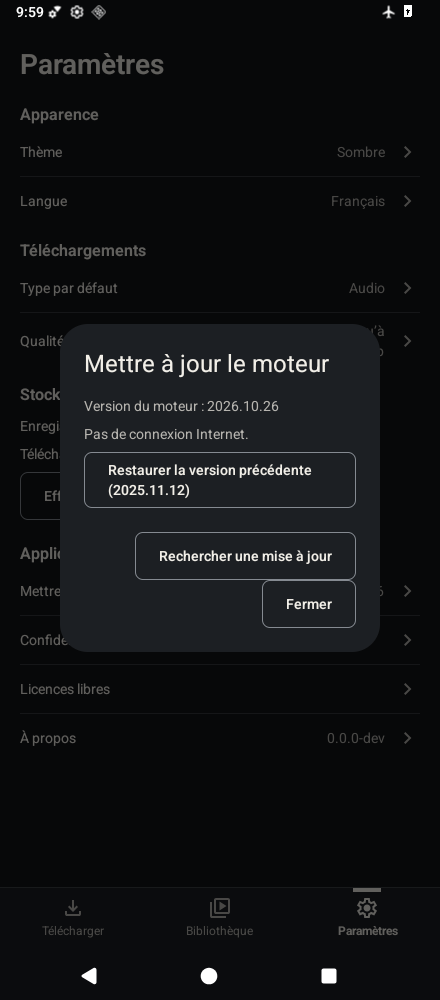 9:59
Paramètres
Apparence
Thème
Sombre
Langue
Français
Téléchargements
Type par défaut
Audio
Qualité
Mettre à jour le moteur
Version du moteur : 2026.10.26
Pas de connexion Internet.
Restaurer la version précédente
(2025.11.12)
Rechercher une mise à jour
Fermer
Mettre
Licences libres
À propos
0.0.0-dev
Télécharger
Bibliothèque
Paramètres